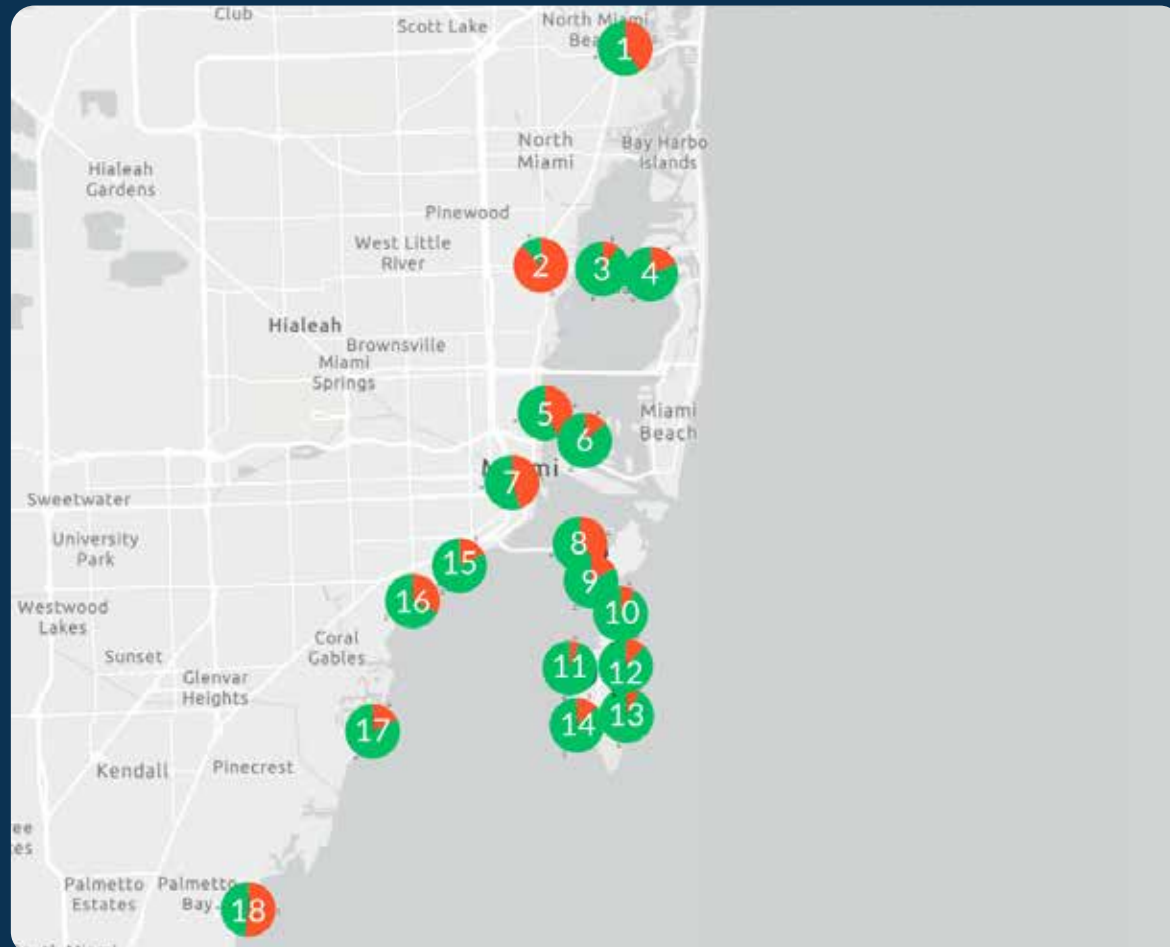 Club
Scott Lake
North Miami
1
North
Miami
Bay Harbo
Islands
Hialeah
Gardens
Pinewood
West Little
River
2
3
4
Hialeah
Brownsville
Miami
Springs
5
6
Miami
Beach
7
Sweetwater
University
Park
8
15
9
16
10
Westwood
Lakes
Coral
Gables
Sunset
11
12
Glenvar
Heights
14
13
17
Kendall
Pinecrest
Palmetto
Estates
Palmetto
Bay
18